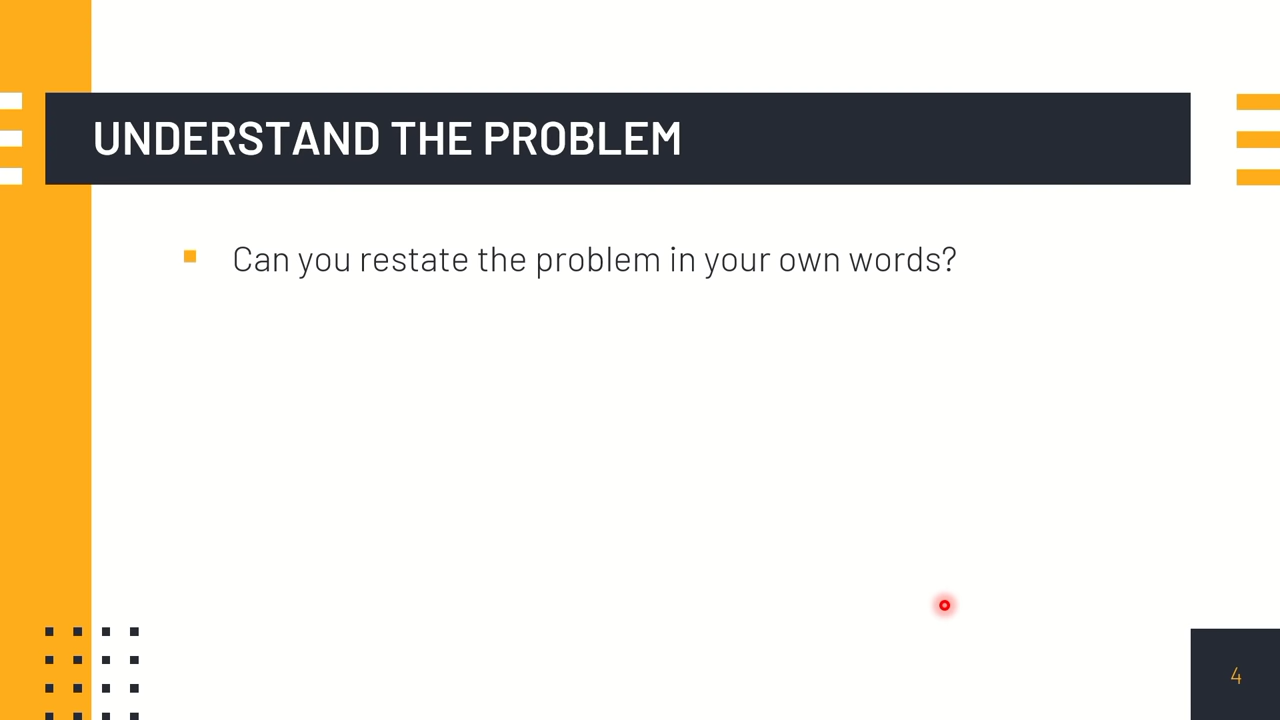 UNDERSTAND THE PROBLEM
Can you restate the problem in your own words?
4